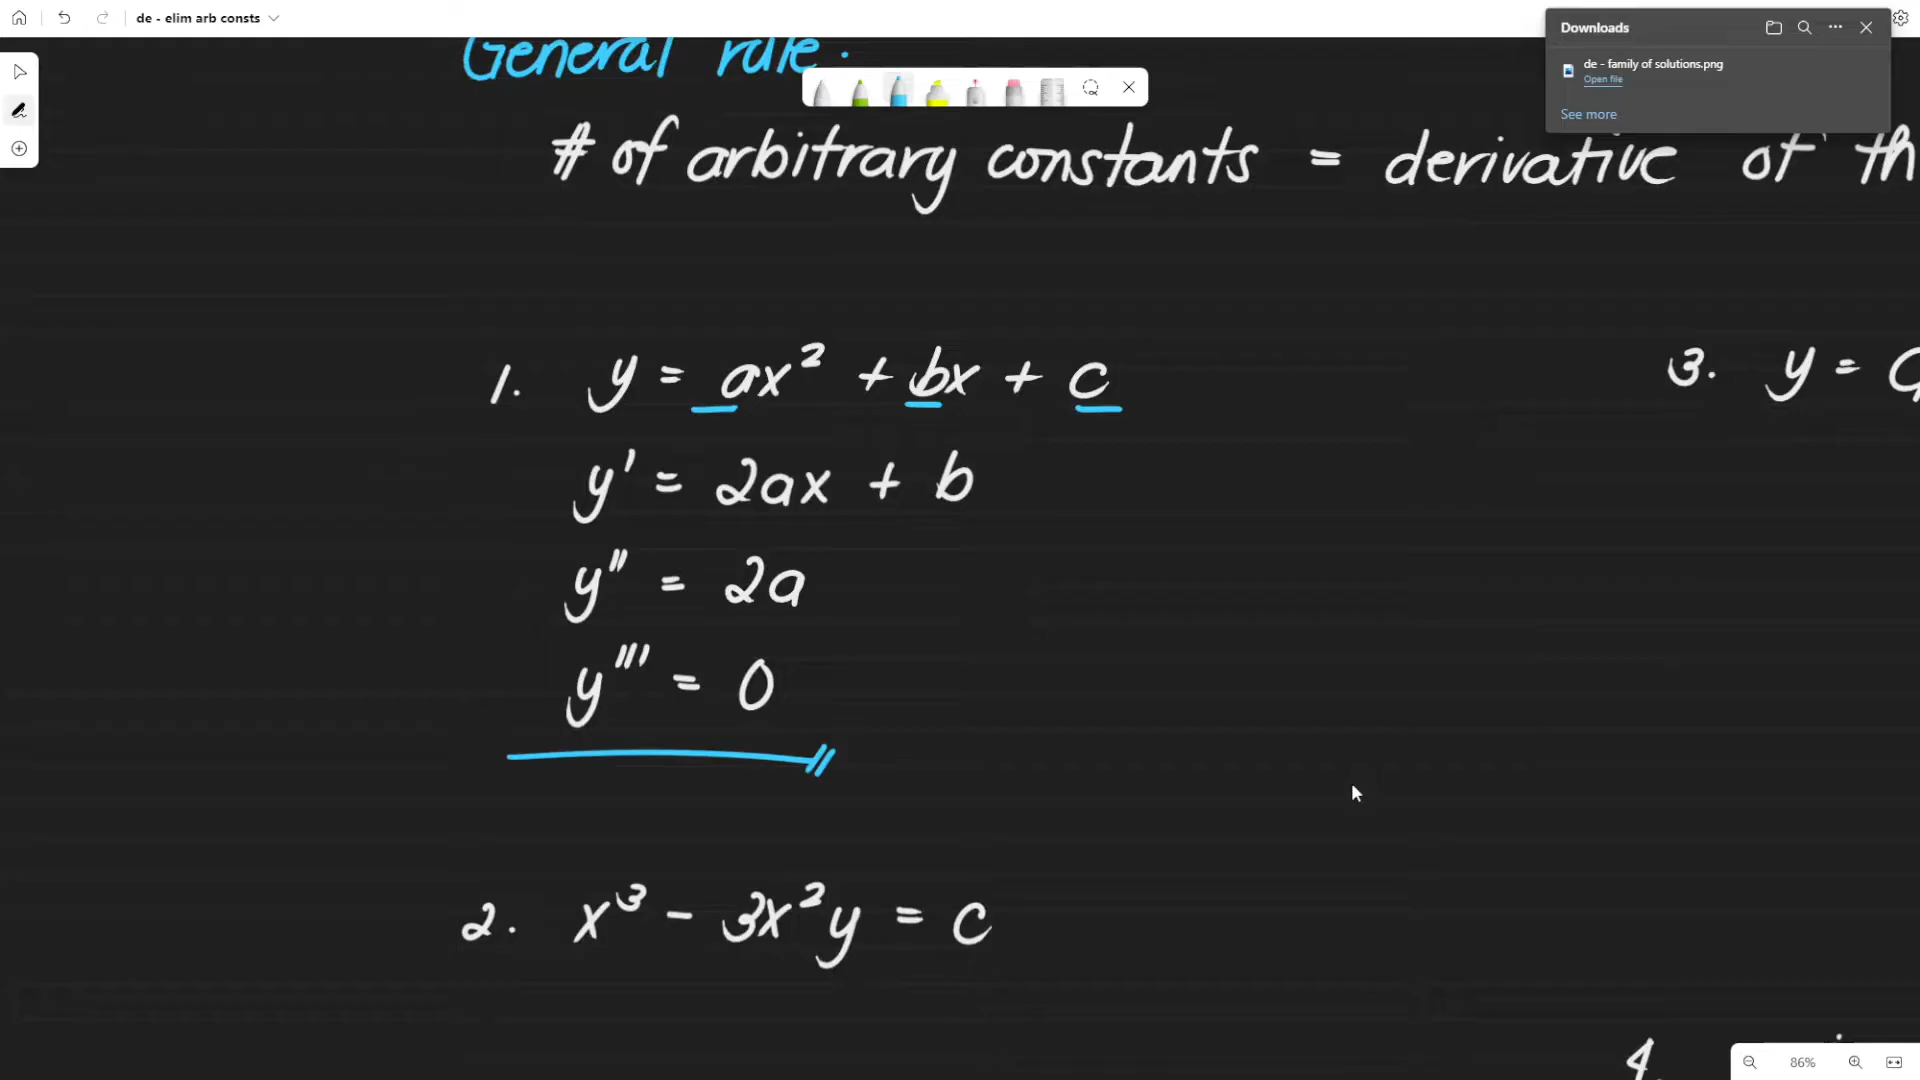 de - elim arb consts
Downloads
de - family of solutions.png
Open file
See more
General rule:
# of arbitrary constants = derivative of th
1. y = ax² + bx + c
y' = 2ax + b
y'' = 2a
y''' = 0
2. x³ - 3x²y = c
3. y =
4.
86%